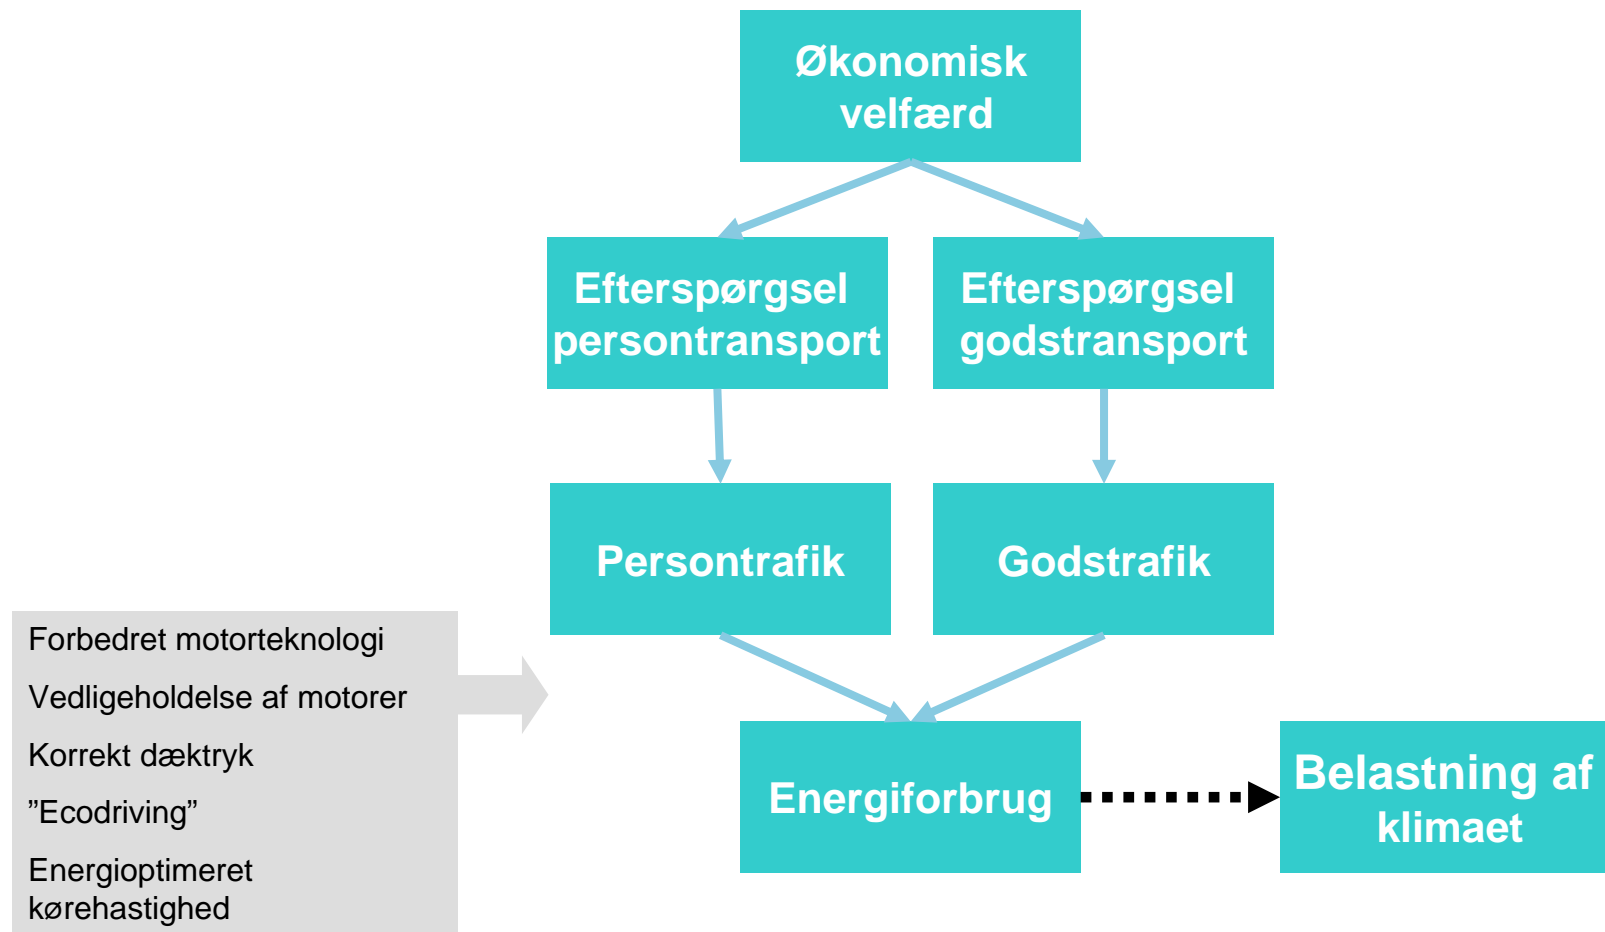 Økonomisk
velfærd
Efterspørgsel
persontransport
Efterspørgsel
godstransport
Persontrafik
Godstrafik
Forbedret motorteknologi
Vedligeholdelse af motorer
Korrekt dæktryk
”Ecodriving”
Energioptimeret
kørehastighed
Energiforbrug
Belastning af
klimaet